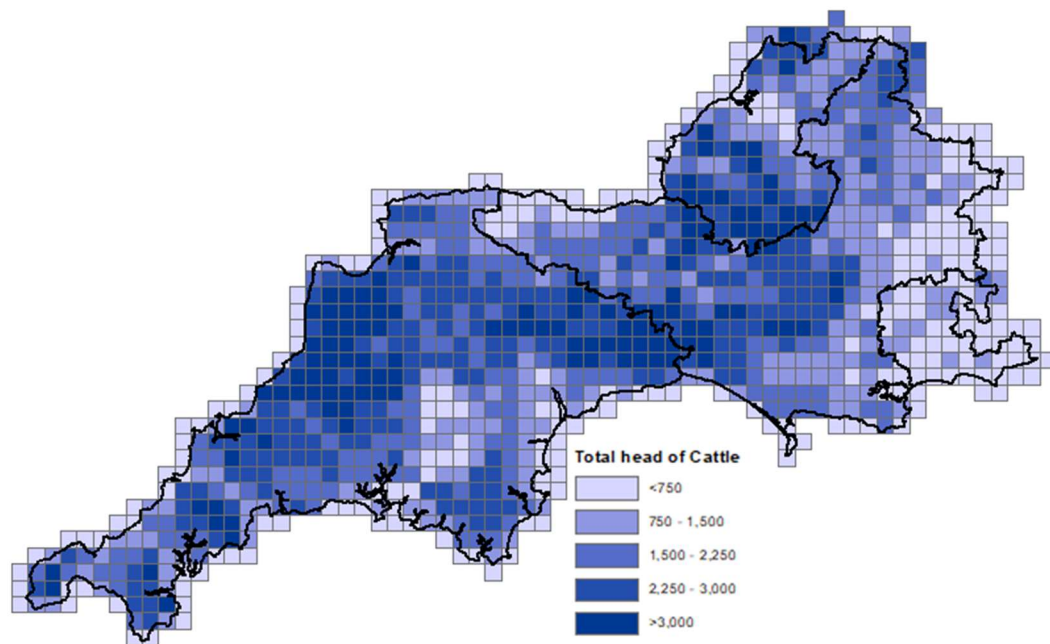 Total head of Cattle
<750
750 - 1,500
1,500 - 2,250
2,250 - 3,000
>3,000